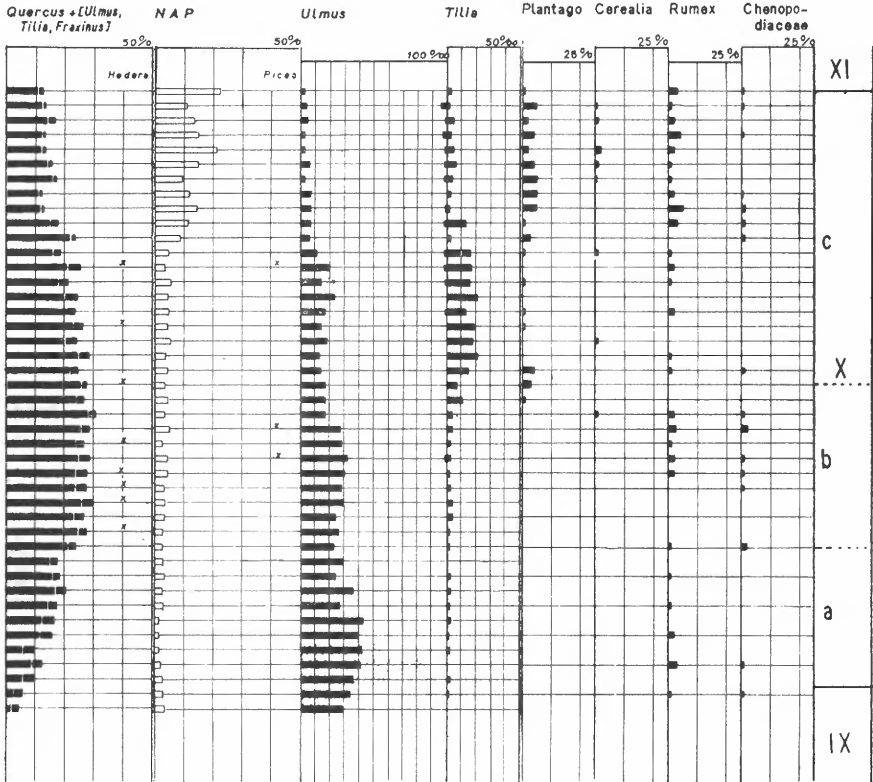 Quercus +[Ulmus, Tilia, Fraxinus]
NAP
Ulmus
Tilia
Plantago
Cerealia
Rumex
Chenopo-
diaceae
50%
50%
100‰
50‰
26%
25%
25%
25%
Hedera
Picea
x
x
x
x
x
x
x
x
x
x
x
XI
c
X
b
a
IX